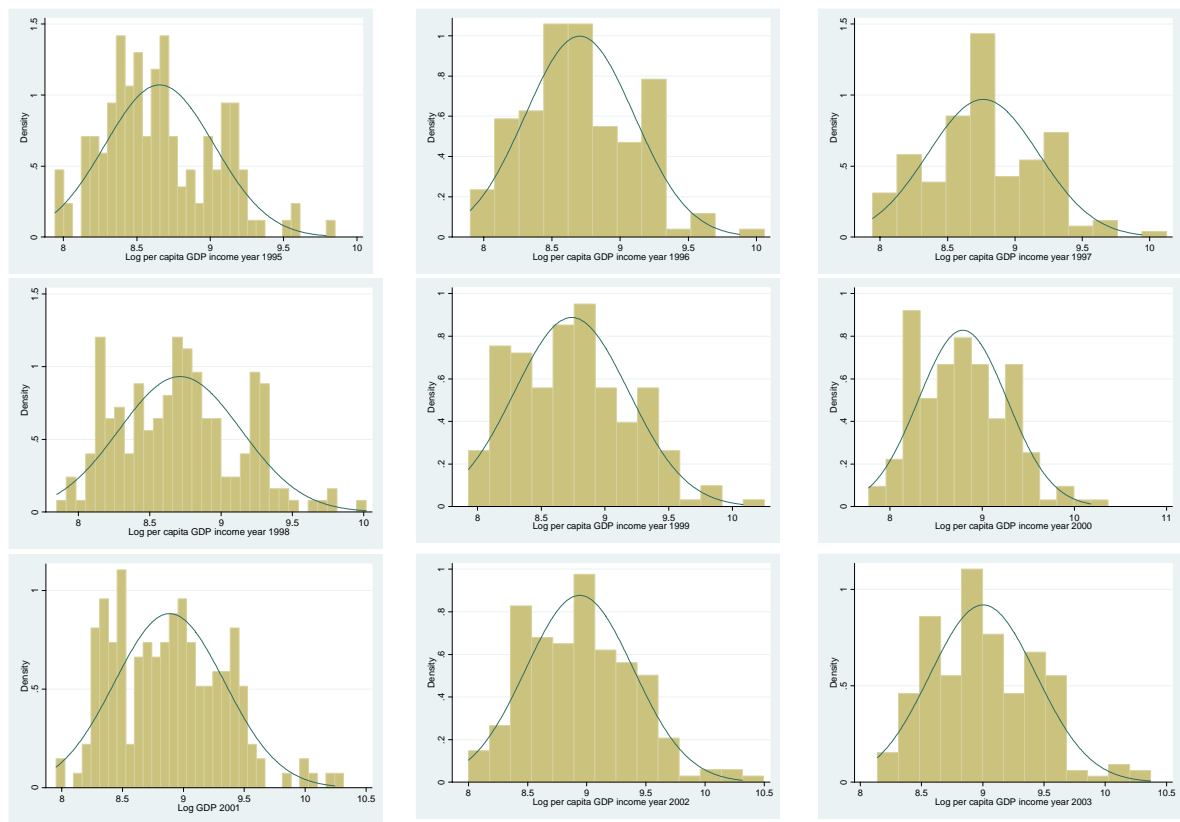 Density
0 .5 1 1.5
8 8.5 9 9.5 10
Log per capita GDP income year 1995
Density
0 .2 .4 .6 .8 1
8 8.5 9 9.5 10
Log per capita GDP income year 1996
Density
0 .5 1 1.5
8 8.5 9 9.5 10
Log per capita GDP income year 1997
Density
0 .5 1 1.5
8 8.5 9 9.5 10
Log per capita GDP income year 1998
Density
0 .2 .4 .6 .8 1
8 8.5 9 9.5 10
Log per capita GDP income year 1999
Density
0 .2 .4 .6 .8 1
8 9 10 11
Log per capita GDP income year 2000
Density
0 .5 1
8 8.5 9 9.5 10 10.5
Log GDP 2001
Density
0 .2 .4 .6 .8 1
8 8.5 9 9.5 10 10.5
Log per capita GDP income year 2002
Density
0 .5 1
8 8.5 9 9.5 10 10.5
Log per capita GDP income year 2003